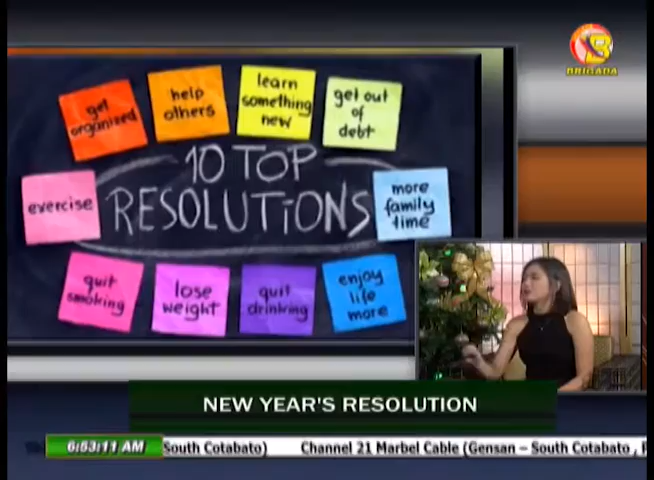 BRIGADA
get
organized
help
others
learn
something
new
get out
of
debt
10 TOP
RESOLUTIONS
exercise
more
family
time
quit
smoking
lose
weight
quit
drinking
enjoy
life
more
NEW YEAR'S RESOLUTION
6:53:11 AM
South Cotabato) Channel 21 Marbel Cable (Gensan – South Cotabato ,